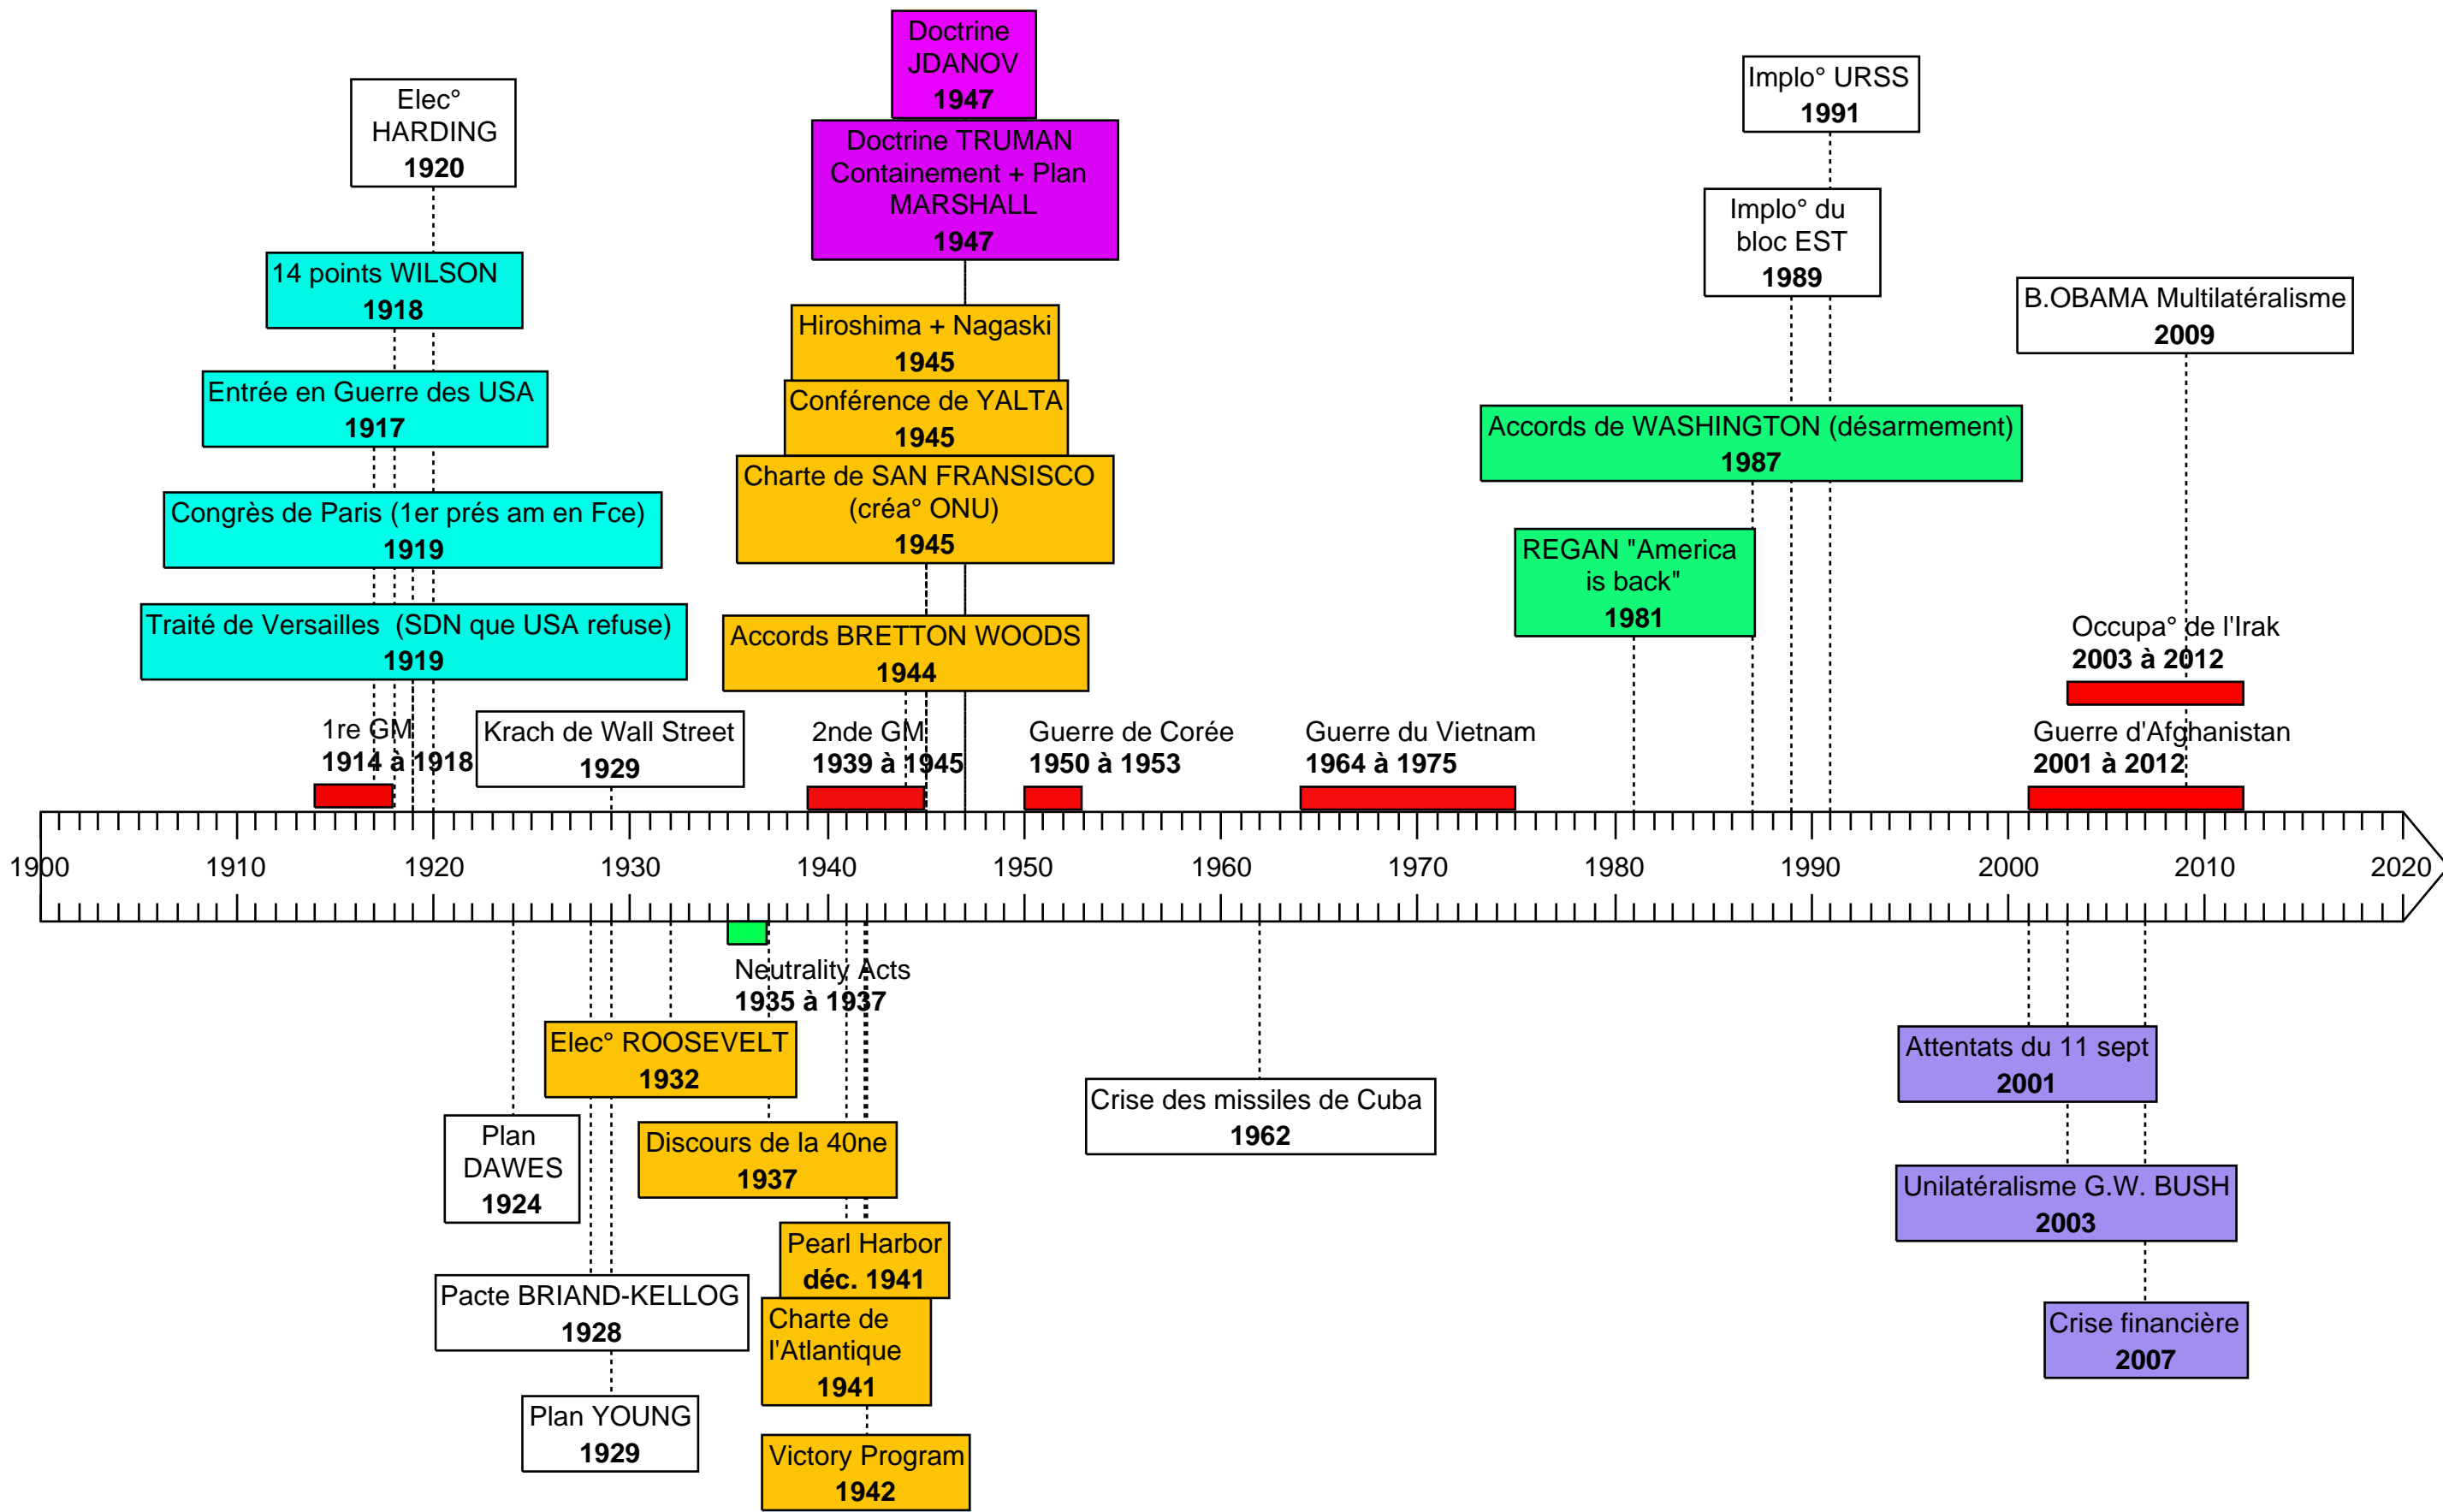 Doctrine
JDANOV
1947
Elec°
HARDING
1920
Implo° URSS
1991
Doctrine TRUMAN
Containement + Plan
MARSHALL
1947
Implo° du
bloc EST
1989
14 points WILSON
1918
B.OBAMA Multilatéralisme
2009
Hiroshima + Nagaski
1945
Entrée en Guerre des USA
1917
Conférence de YALTA
1945
Accords de WASHINGTON (désarmement)
1987
Charte de SAN FRANSISCO
(créa° ONU)
1945
Congrès de Paris (1er prés am en Fce)
1919
REGAN "America
is back"
1981
Traité de Versailles  (SDN que USA refuse)
1919
Accords BRETTON WOODS
1944
Occupa° de l'Irak
2003 à 2012
1re GM
1914 à 1918
Krach de Wall Street
1929
2nde GM
1939 à 1945
Guerre de Corée
1950 à 1953
Guerre du Vietnam
1964 à 1975
Guerre d'Afghanistan
2001 à 2012
1900 1910 1920 1930 1940 1950 1960 1970 1980 1990 2000 2010 2020
Neutrality Acts
1935 à 1937
Elec° ROOSEVELT
1932
Attentats du 11 sept
2001
Crise des missiles de Cuba
1962
Plan
DAWES
1924
Discours de la 40ne
1937
Unilatéralisme G.W. BUSH
2003
Pearl Harbor
déc. 1941
Pacte BRIAND-KELLOG
1928
Charte de
l'Atlantique
1941
Crise financière
2007
Plan YOUNG
1929
Victory Program
1942